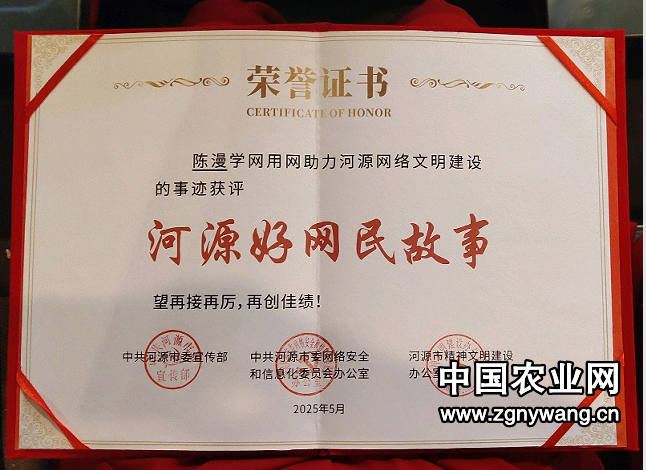 荣誉证书
CERTIFICATE OF HONOR
陈漫学网用网助力河源网络文明建设
的事迹获评
河源好网民故事
望再接再厉，再创佳绩！
中共河源市委宣传部
中共河源市委网络安全
和信息化委员会办公室
河源市精神文明建设
办公室
2025年5月
中国农业网
www.zgnywang.cn